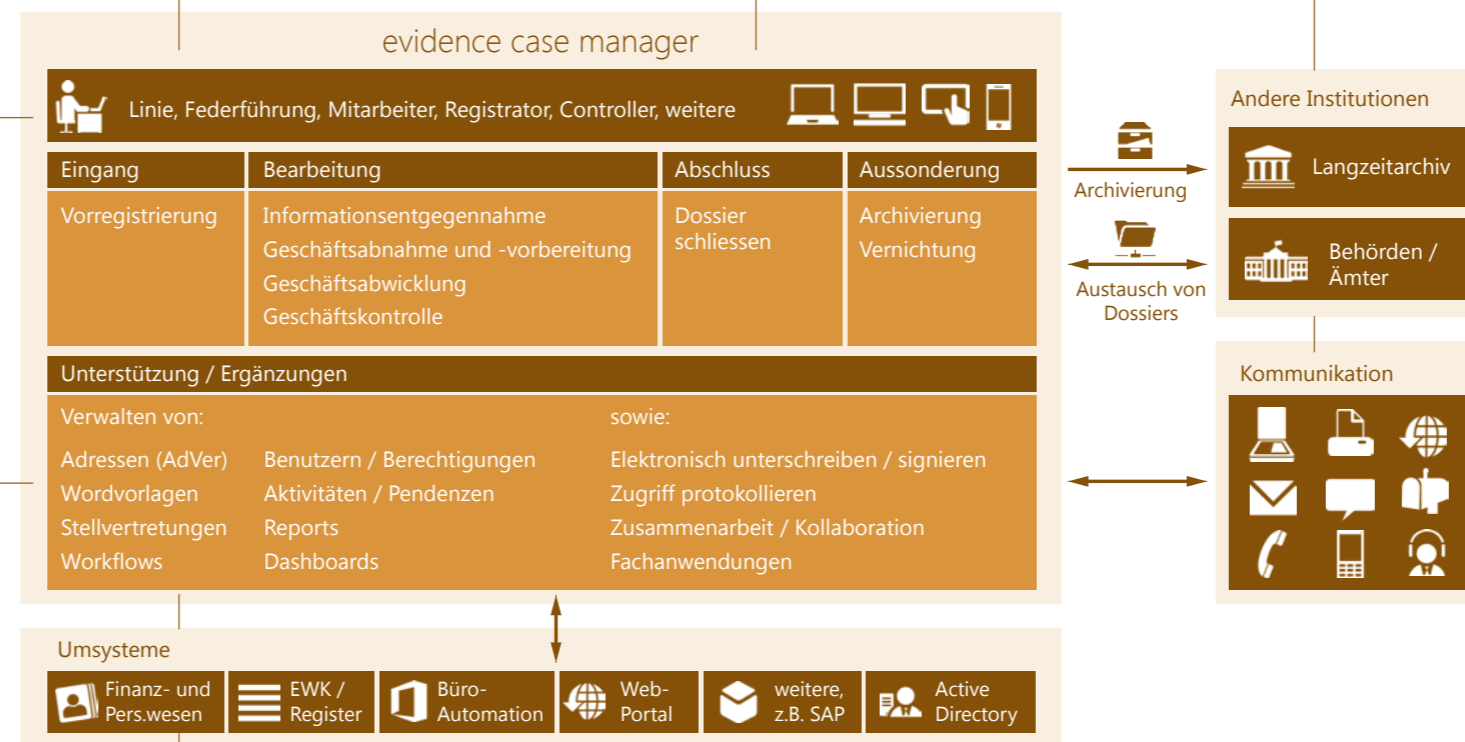 evidence case manager
Linie, Federführung, Mitarbeiter, Registrator, Controller, weitere
Eingang
Vorregistrierung
Bearbeitung
Informationsentgegennahme
Geschäftsabnahme und -vorbereitung
Geschäftsabwicklung
Geschäftskontrolle
Abschluss
Dossier
schliessen
Aussonderung
Archivierung
Vernichtung
Unterstützung / Ergänzungen
Verwalten von:
Adressen (AdVer)
Wordvorlagen
Stellvertretungen
Workflows
Benutzern / Berechtigungen
Aktivitäten / Pendenzen
Reports
Dashboards
sowie:
Elektronisch unterschreiben / signieren
Zugriff protokollieren
Zusammenarbeit / Kollaboration
Fachanwendungen
Archivierung
Austausch von
Dossiers
Andere Institutionen
Langzeitarchiv
Behörden /
Ämter
Kommunikation
Umsysteme
Finanz- und
Pers.wesen
EWK /
Register
Büro-
Automation
Web-
Portal
weitere,
z.B. SAP
Active
Directory